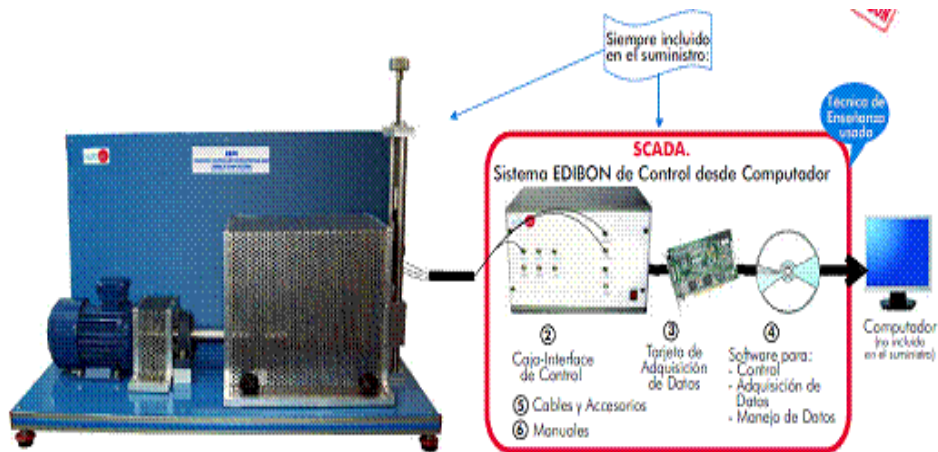 Siempre incluido
en el suministro:
Técnica de
Enseñanza
usada
SCADA.
Sistema EDIBON de Control desde Computador
②
Caja-Interface
de Control
③
Tarjeta de
Adquisición
de Datos
④
Software para:
- Control
- Adquisición de
Datos
- Manejo de Datos
⑤ Cables y Accesorios
⑥ Manuales
Computador
(no incluido
en el suministro)